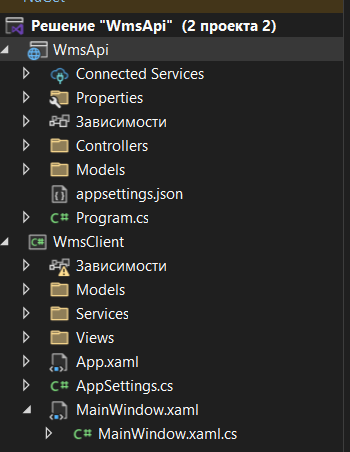 Решение "WmsApi" (2 проекта 2)
WmsApi
Connected Services
Properties
Зависимости
Controllers
Models
appsettings.json
C# Program.cs
C# WmsClient
Зависимости
Models
Services
Views
App.xaml
C# AppSettings.cs
MainWindow.xaml
C# MainWindow.xaml.cs